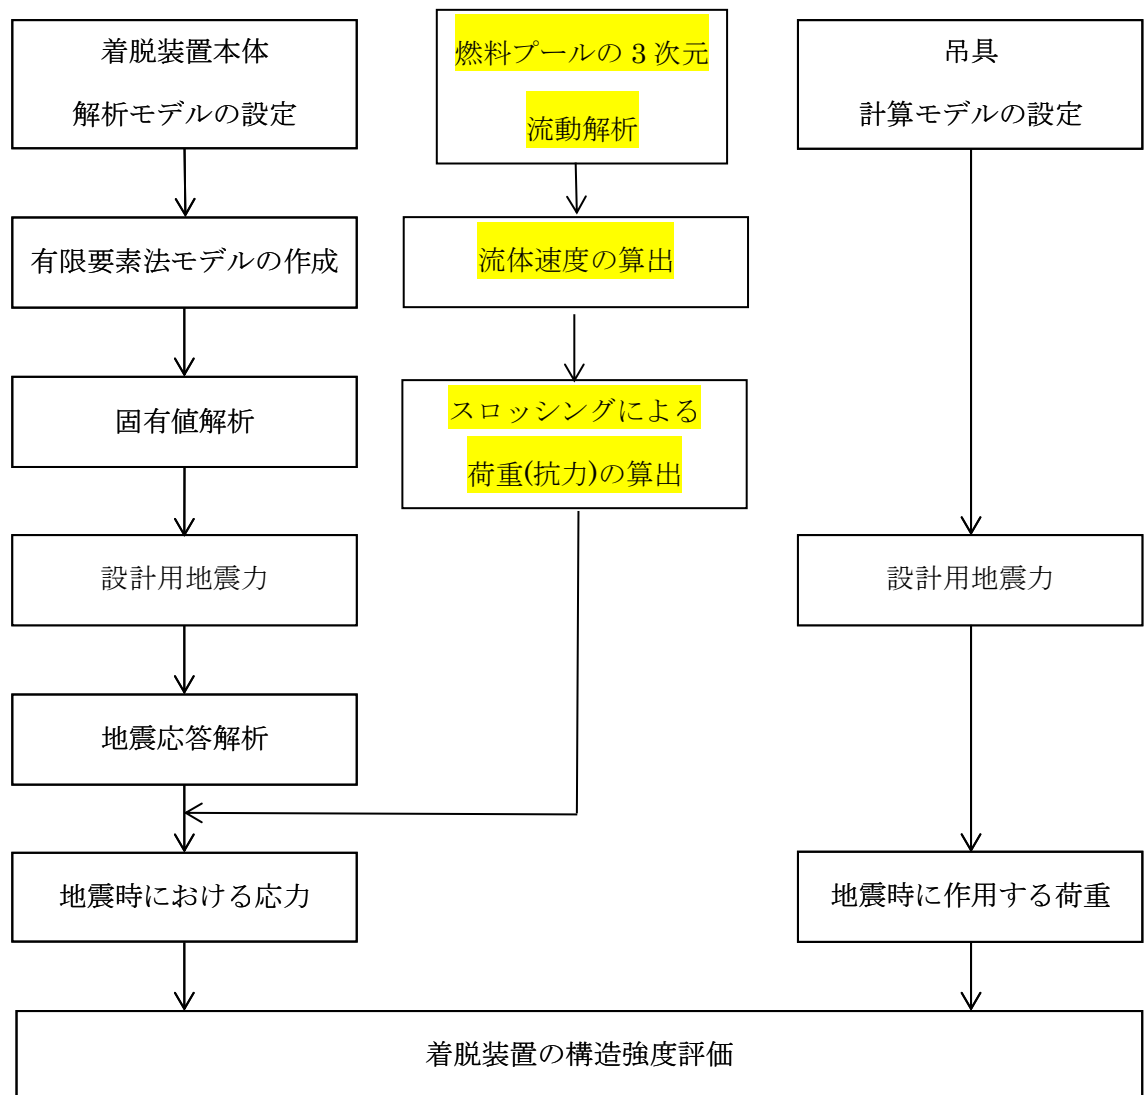 着脱装置本体
解析モデルの設定
有限要素法モデルの作成
固有値解析
設計用地震力
地震応答解析
地震時における応力
燃料プールの 3 次元
流動解析
流体速度の算出
スロッシングによる
荷重(抗力)の算出
吊具
計算モデルの設定
設計用地震力
地震時に作用する荷重
着脱装置の構造強度評価